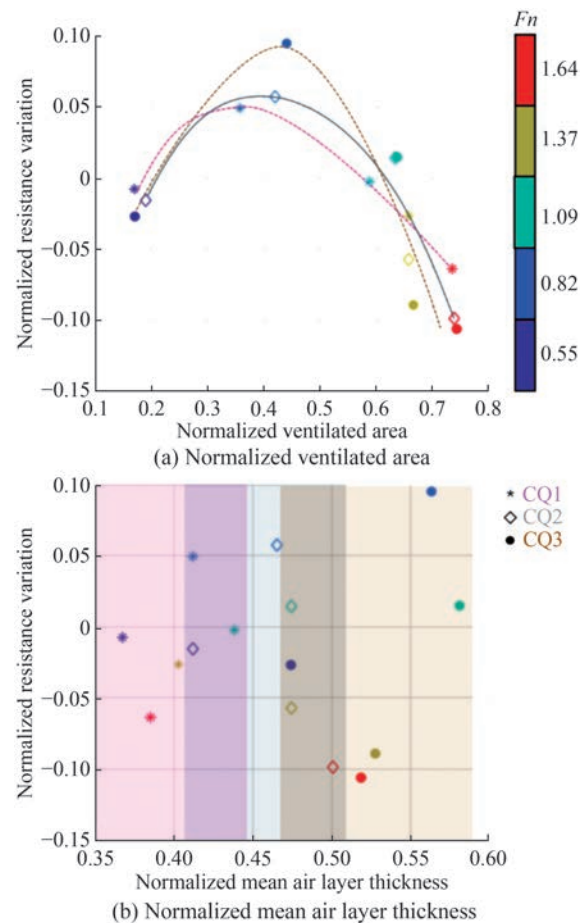 Fn
0.10
1.64
0.05
1.37
0
1.09
−0.05
0.82
−0.10
0.55
−0.15
0.1 0.2 0.3 0.4 0.5 0.6 0.7 0.8
Normalized resistance variation
Normalized ventilated area
(a) Normalized ventilated area
0.10
CQ1
CQ2
0.05
CQ3
0
−0.05
−0.10
−0.15
0.35 0.40 0.45 0.50 0.55 0.60
Normalized resistance variation
Normalized mean air layer thickness
(b) Normalized mean air layer thickness